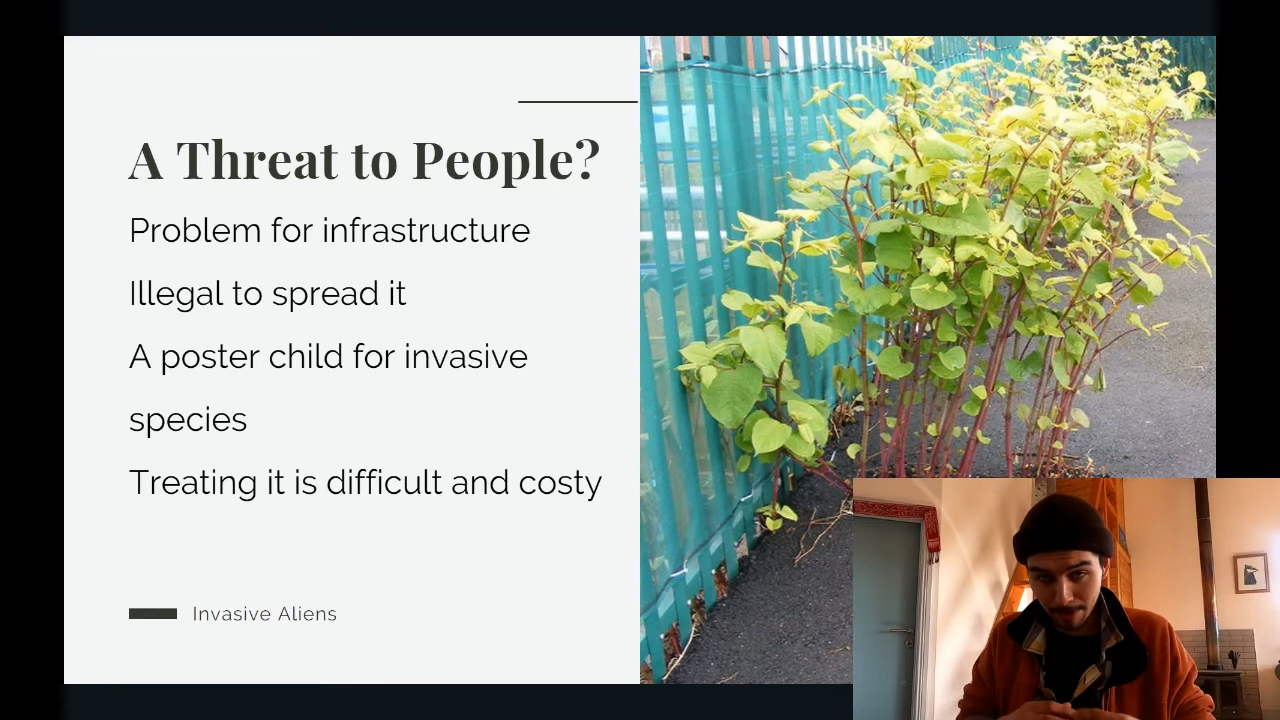 A Threat to People?
Problem for infrastructure
Illegal to spread it
A poster child for invasive
species
Treating it is difficult and costy
Invasive Aliens